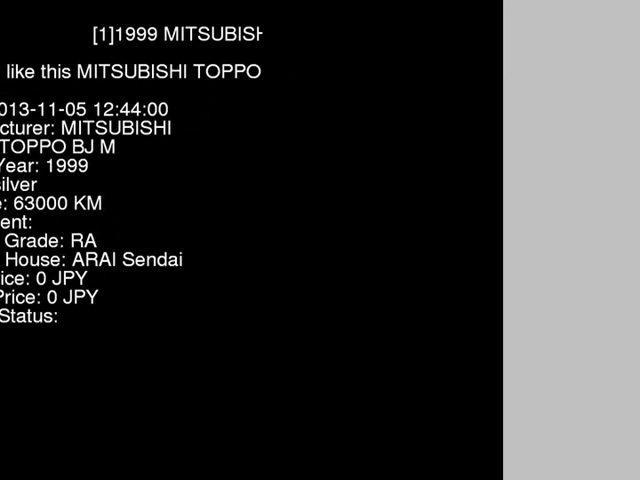 [1]1999 MITSUBISH
like this MITSUBISHI TOPPO
013-11-05 12:44:00
cturer: MITSUBISHI
TOPPO BJ M
Year: 1999
silver
e: 63000 KM
ent:
Grade: RA
House: ARAI Sendai
ice: 0 JPY
Price: 0 JPY
Status: